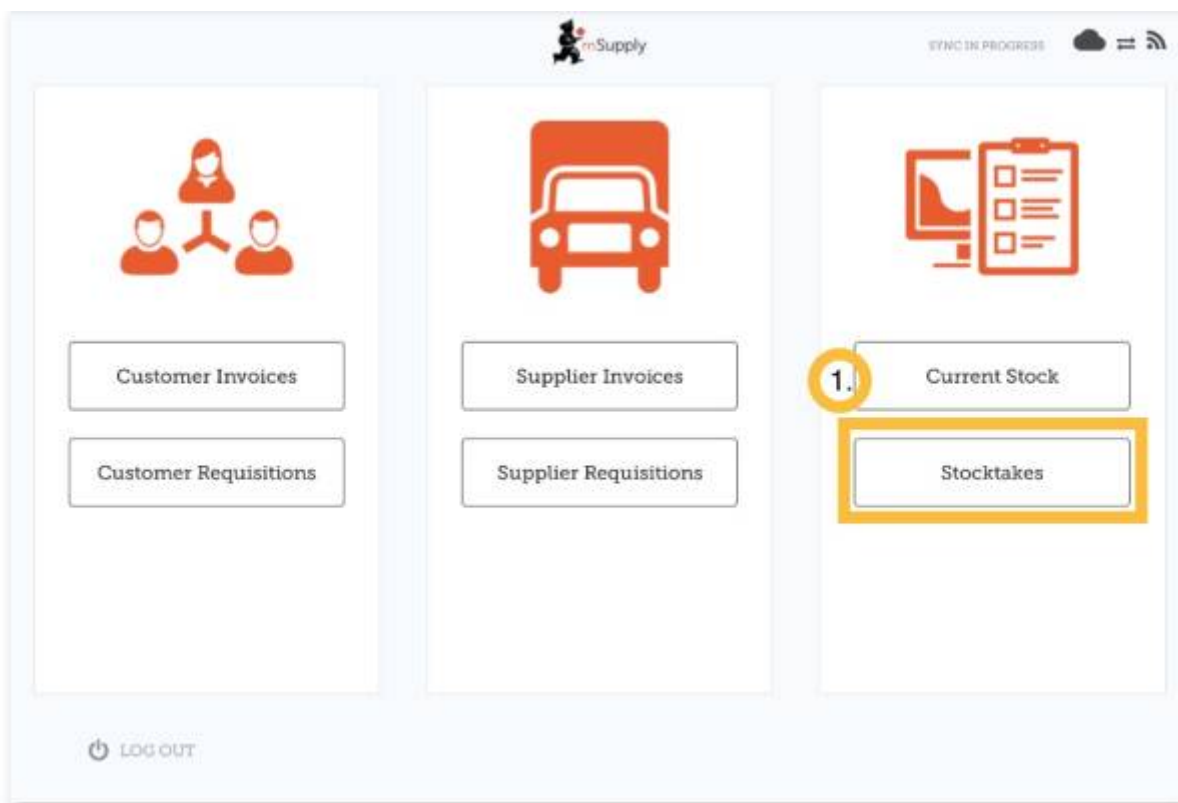 mSupply
SYNC IN PROGRESS
Customer Invoices
Supplier Invoices
1.
Current Stock
Customer Requisitions
Supplier Requisitions
Stocktakes
LOG OUT